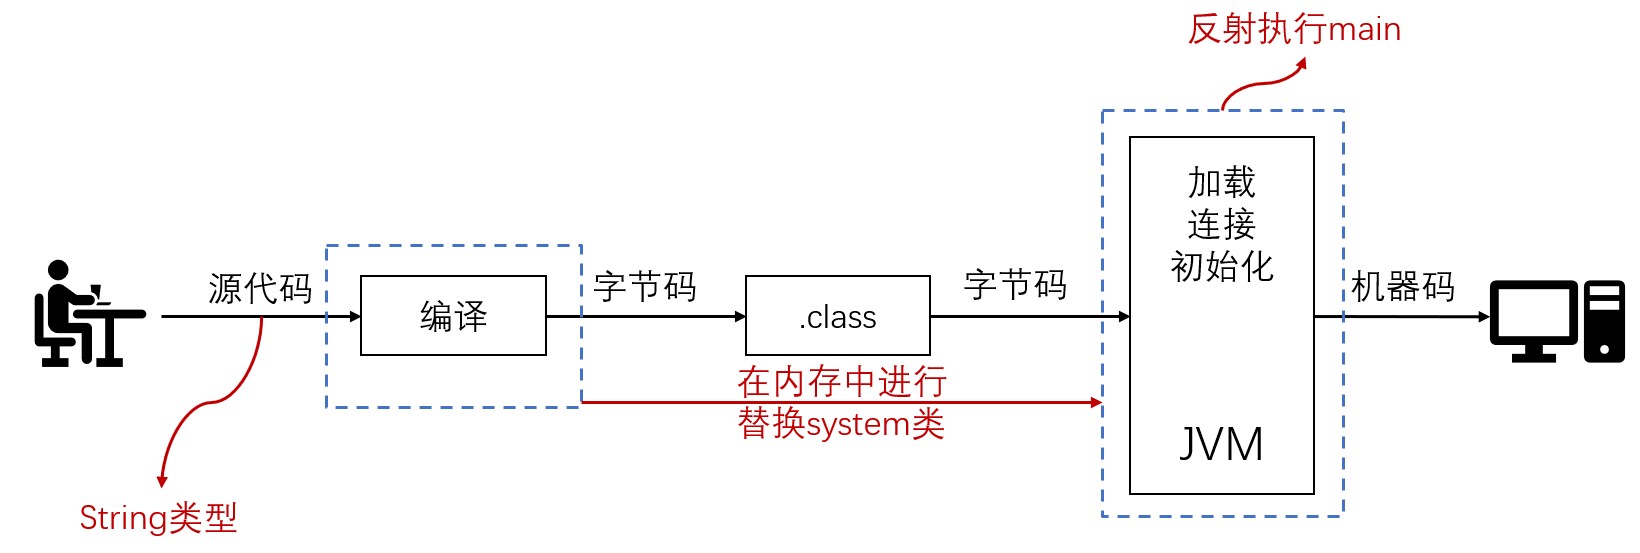 反射执行main
源代码
编译
字节码
.class
字节码
加载
连接
初始化
JVM
机器码
在内存中进行
替换system类
String类型